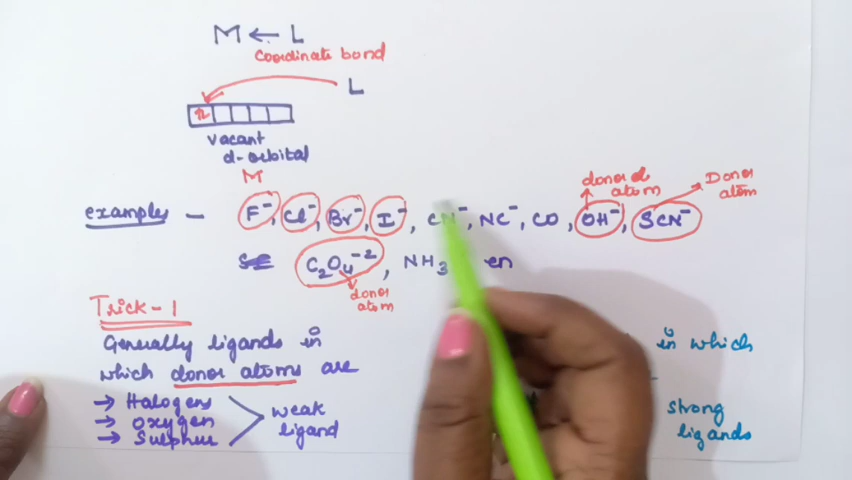 M ← L
coordinate bond
L
vacant
d-orbital
M
donor atom
Donor atom
examples - F⁻, Cl⁻, Br⁻, I⁻, CN⁻, NC⁻, CO, OH⁻, SCN⁻
C₂O₄⁻², NH₃ en
donor atom
Trick-1
Generally ligands in
which donor atoms are
→ Halogens
→ oxygen
→ Sulphur
weak ligand
in which
strong
ligands